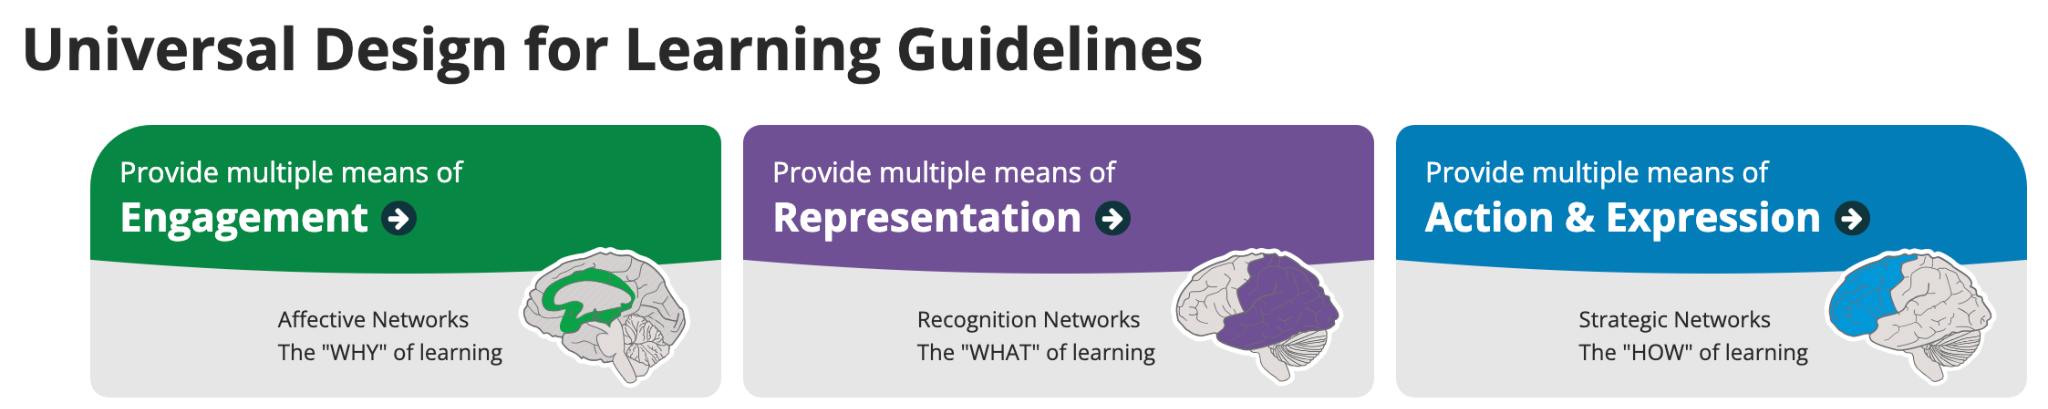 Universal Design for Learning Guidelines
Provide multiple means of
Engagement
Affective Networks
The "WHY" of learning
Provide multiple means of
Representation
Recognition Networks
The "WHAT" of learning
Provide multiple means of
Action & Expression
Strategic Networks
The "HOW" of learning